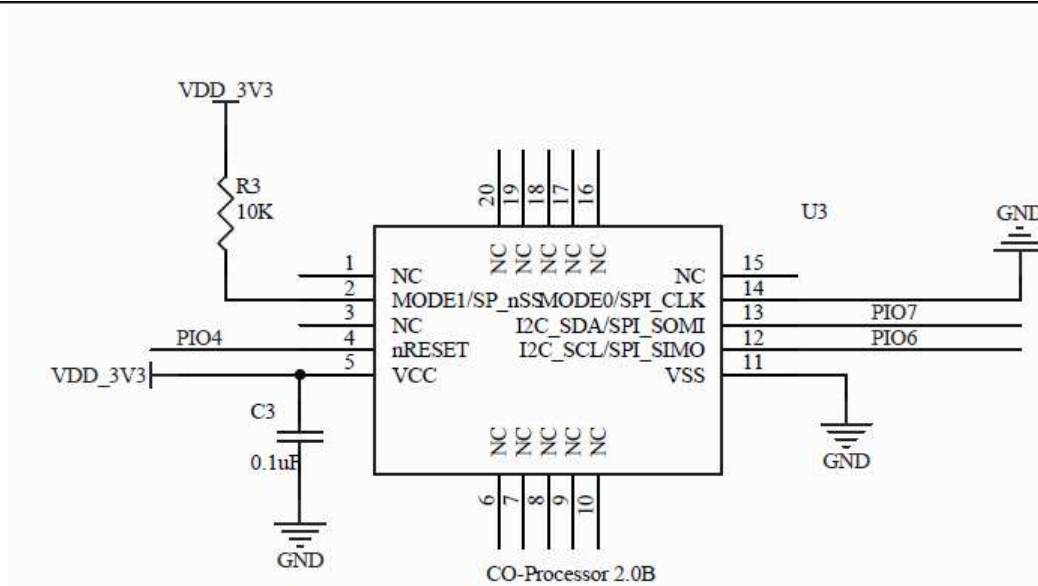 VDD_3V3
R3
10K
20 19 18 17 16
U3
GND
NC NC NC NC NC
1 NC
NC 15
2 MODE1/SP_nSS
MODE0/SPI_CLK 14
3 NC
I2C_SDA/SPI_SOMI 13 PIO7
PIO4 4 nRESET
I2C_SCL/SPI_SIMO 12 PIO6
VDD_3V3 5 VCC
VSS 11
C3
0.1uF
NC NC NC NC NC
GND
6 7 8 9 10
GND
CO-Processor 2.0B